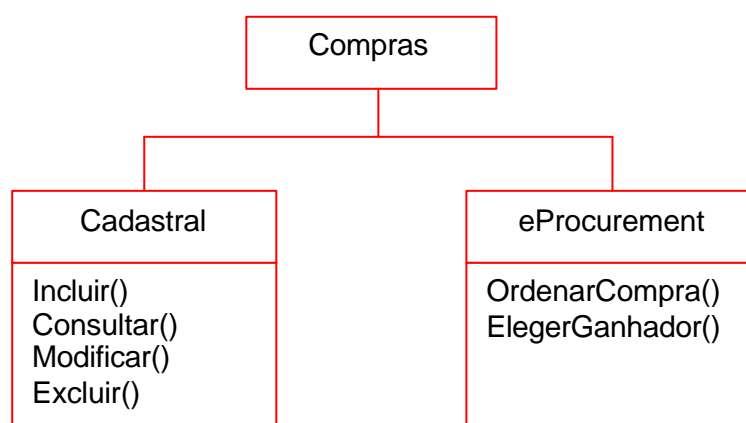 Compras
Cadastral
Incluir()
Consultar()
Modificar()
Excluir()
eProcurement
OrdenarCompra()
ElegerGanhador()